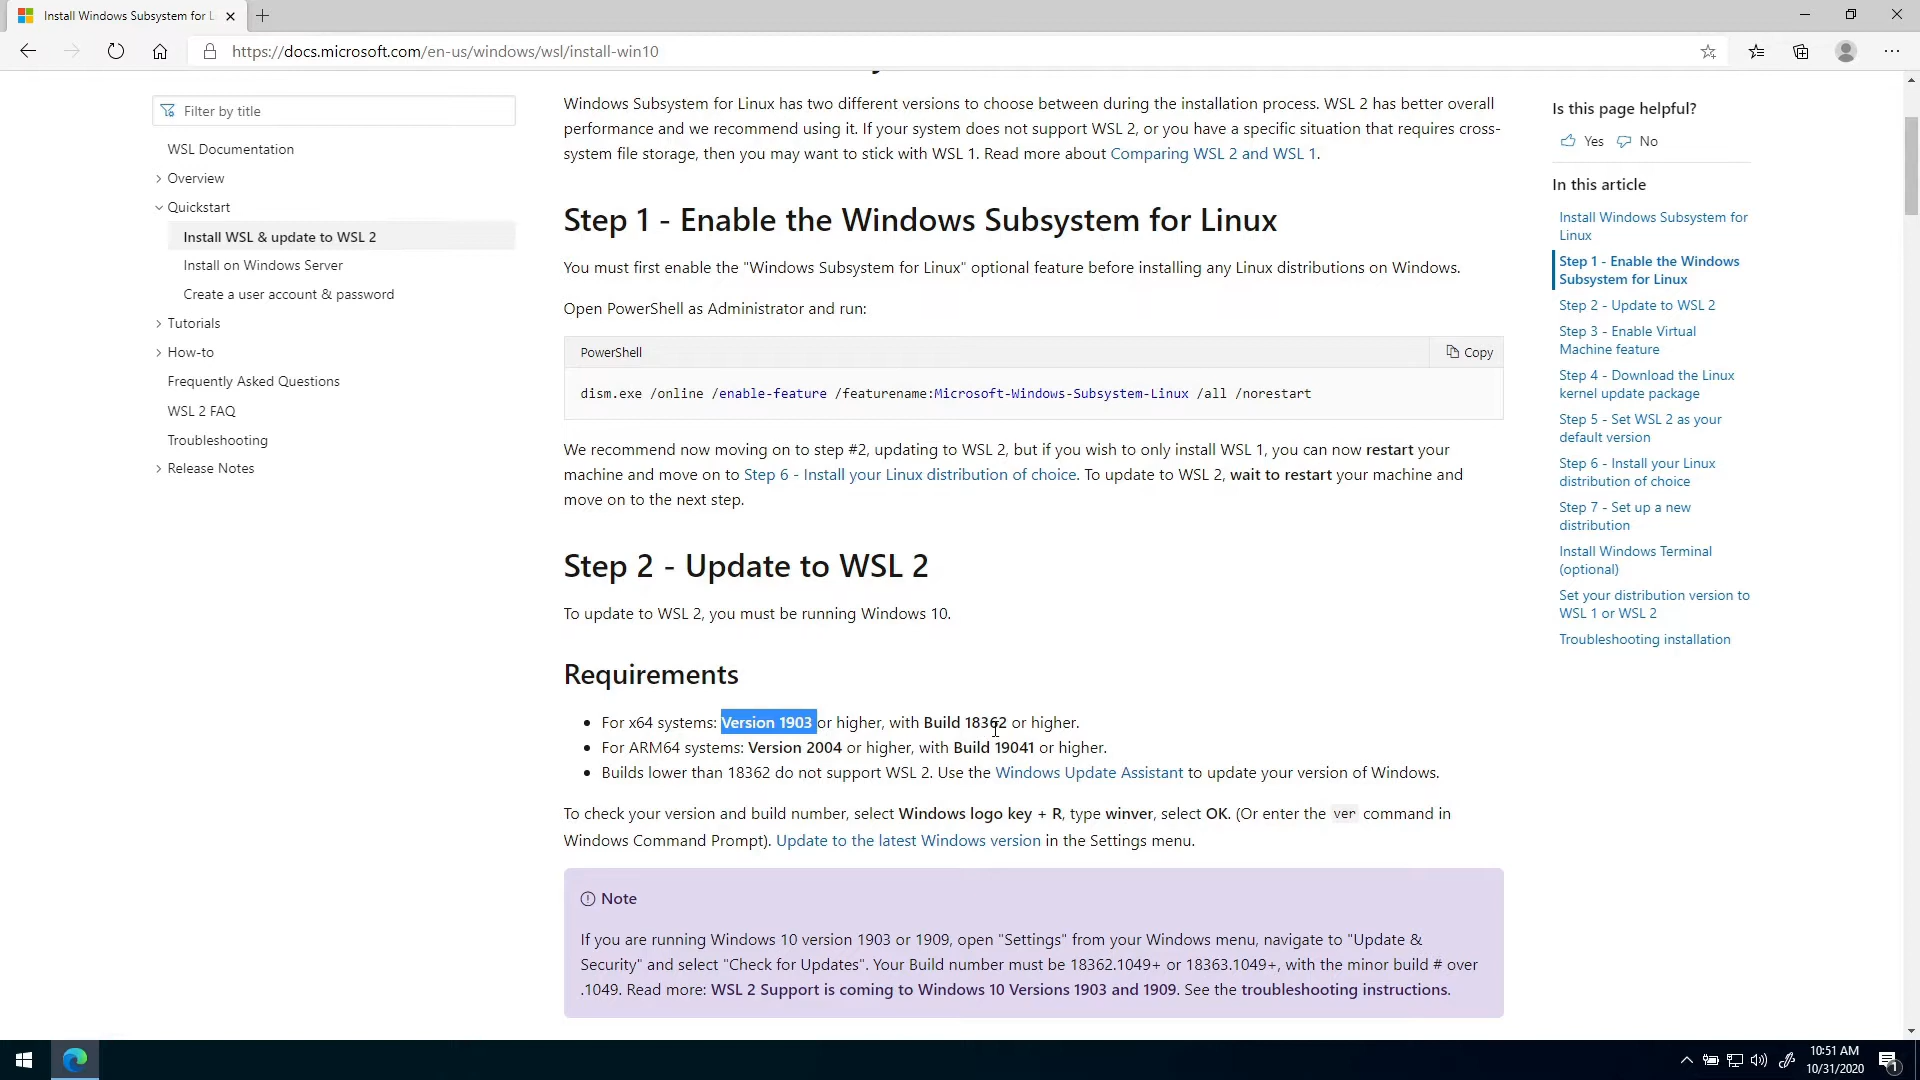 Install Windows Subsystem for L
https://docs.microsoft.com/en-us/windows/wsl/install-win10
Filter by title
WSL Documentation
Overview
Quickstart
Install WSL & update to WSL 2
Install on Windows Server
Create a user account & password
Tutorials
How-to
Frequently Asked Questions
WSL 2 FAQ
Troubleshooting
Release Notes
Windows Subsystem for Linux has two different versions to choose between during the installation process. WSL 2 has better overall
performance and we recommend using it. If your system does not support WSL 2, or you have a specific situation that requires cross-
system file storage, then you may want to stick with WSL 1. Read more about Comparing WSL 2 and WSL 1.
Step 1 - Enable the Windows Subsystem for Linux
You must first enable the "Windows Subsystem for Linux" optional feature before installing any Linux distributions on Windows.
Open PowerShell as Administrator and run:
PowerShell
Copy
dism.exe /online /enable-feature /featurename:Microsoft-Windows-Subsystem-Linux /all /norestart
We recommend now moving on to step #2, updating to WSL 2, but if you wish to only install WSL 1, you can now restart your
machine and move on to Step 6 - Install your Linux distribution of choice. To update to WSL 2, wait to restart your machine and
move on to the next step.
Step 2 - Update to WSL 2
To update to WSL 2, you must be running Windows 10.
Requirements
• For x64 systems: Version 1903 or higher, with Build 18362 or higher.
• For ARM64 systems: Version 2004 or higher, with Build 19041 or higher.
• Builds lower than 18362 do not support WSL 2. Use the Windows Update Assistant to update your version of Windows.
To check your version and build number, select Windows logo key + R, type winver, select OK. (Or enter the ver command in
Windows Command Prompt). Update to the latest Windows version in the Settings menu.
Note
If you are running Windows 10 version 1903 or 1909, open "Settings" from your Windows menu, navigate to "Update &
Security" and select "Check for Updates". Your Build number must be 18362.1049+ or 18363.1049+, with the minor build # over
.1049. Read more: WSL 2 Support is coming to Windows 10 Versions 1903 and 1909. See the troubleshooting instructions.
Is this page helpful?
Yes No
In this article
Install Windows Subsystem for
Linux
Step 1 - Enable the Windows
Subsystem for Linux
Step 2 - Update to WSL 2
Step 3 - Enable Virtual
Machine feature
Step 4 - Download the Linux
kernel update package
Step 5 - Set WSL 2 as your
default version
Step 6 - Install your Linux
distribution of choice
Step 7 - Set up a new
distribution
Install Windows Terminal
(optional)
Set your distribution version to
WSL 1 or WSL 2
Troubleshooting installation
10:51 AM
10/31/2020
1